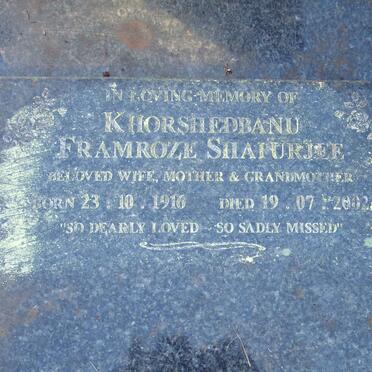 IN LOVING MEMORY OF
KHORSHEDBANU
FRAMROZE SHAPURJEE
BELOVED WIFE, MOTHER & GRANDMOTHER
BORN 23 . 10 . 1916 DIED 19 . 07 . 2002
"SO DEARLY LOVED - SO SADLY MISSED"